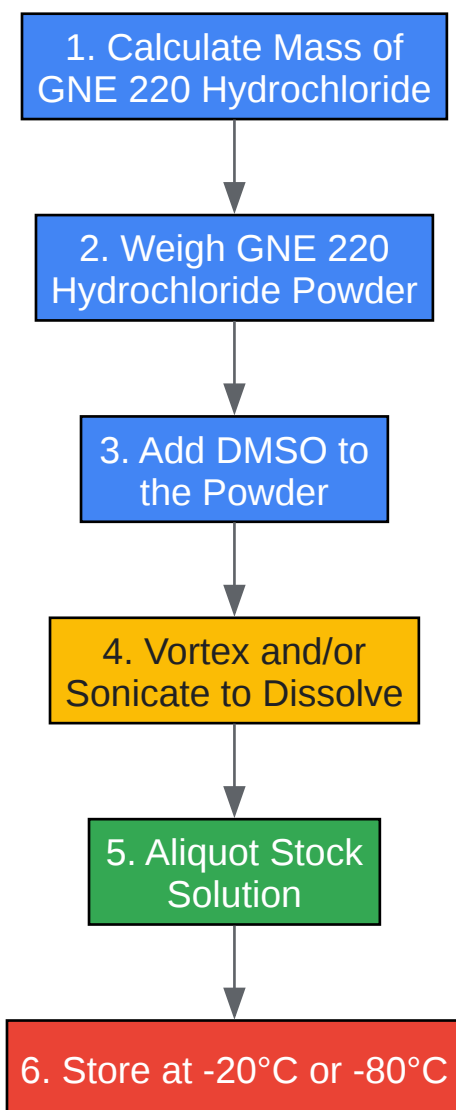 1. Calculate Mass of
GNE 220 Hydrochloride
2. Weigh GNE 220
Hydrochloride Powder
3. Add DMSO to
the Powder
4. Vortex and/or
Sonicate to Dissolve
5. Aliquot Stock
Solution
6. Store at -20°C or -80°C